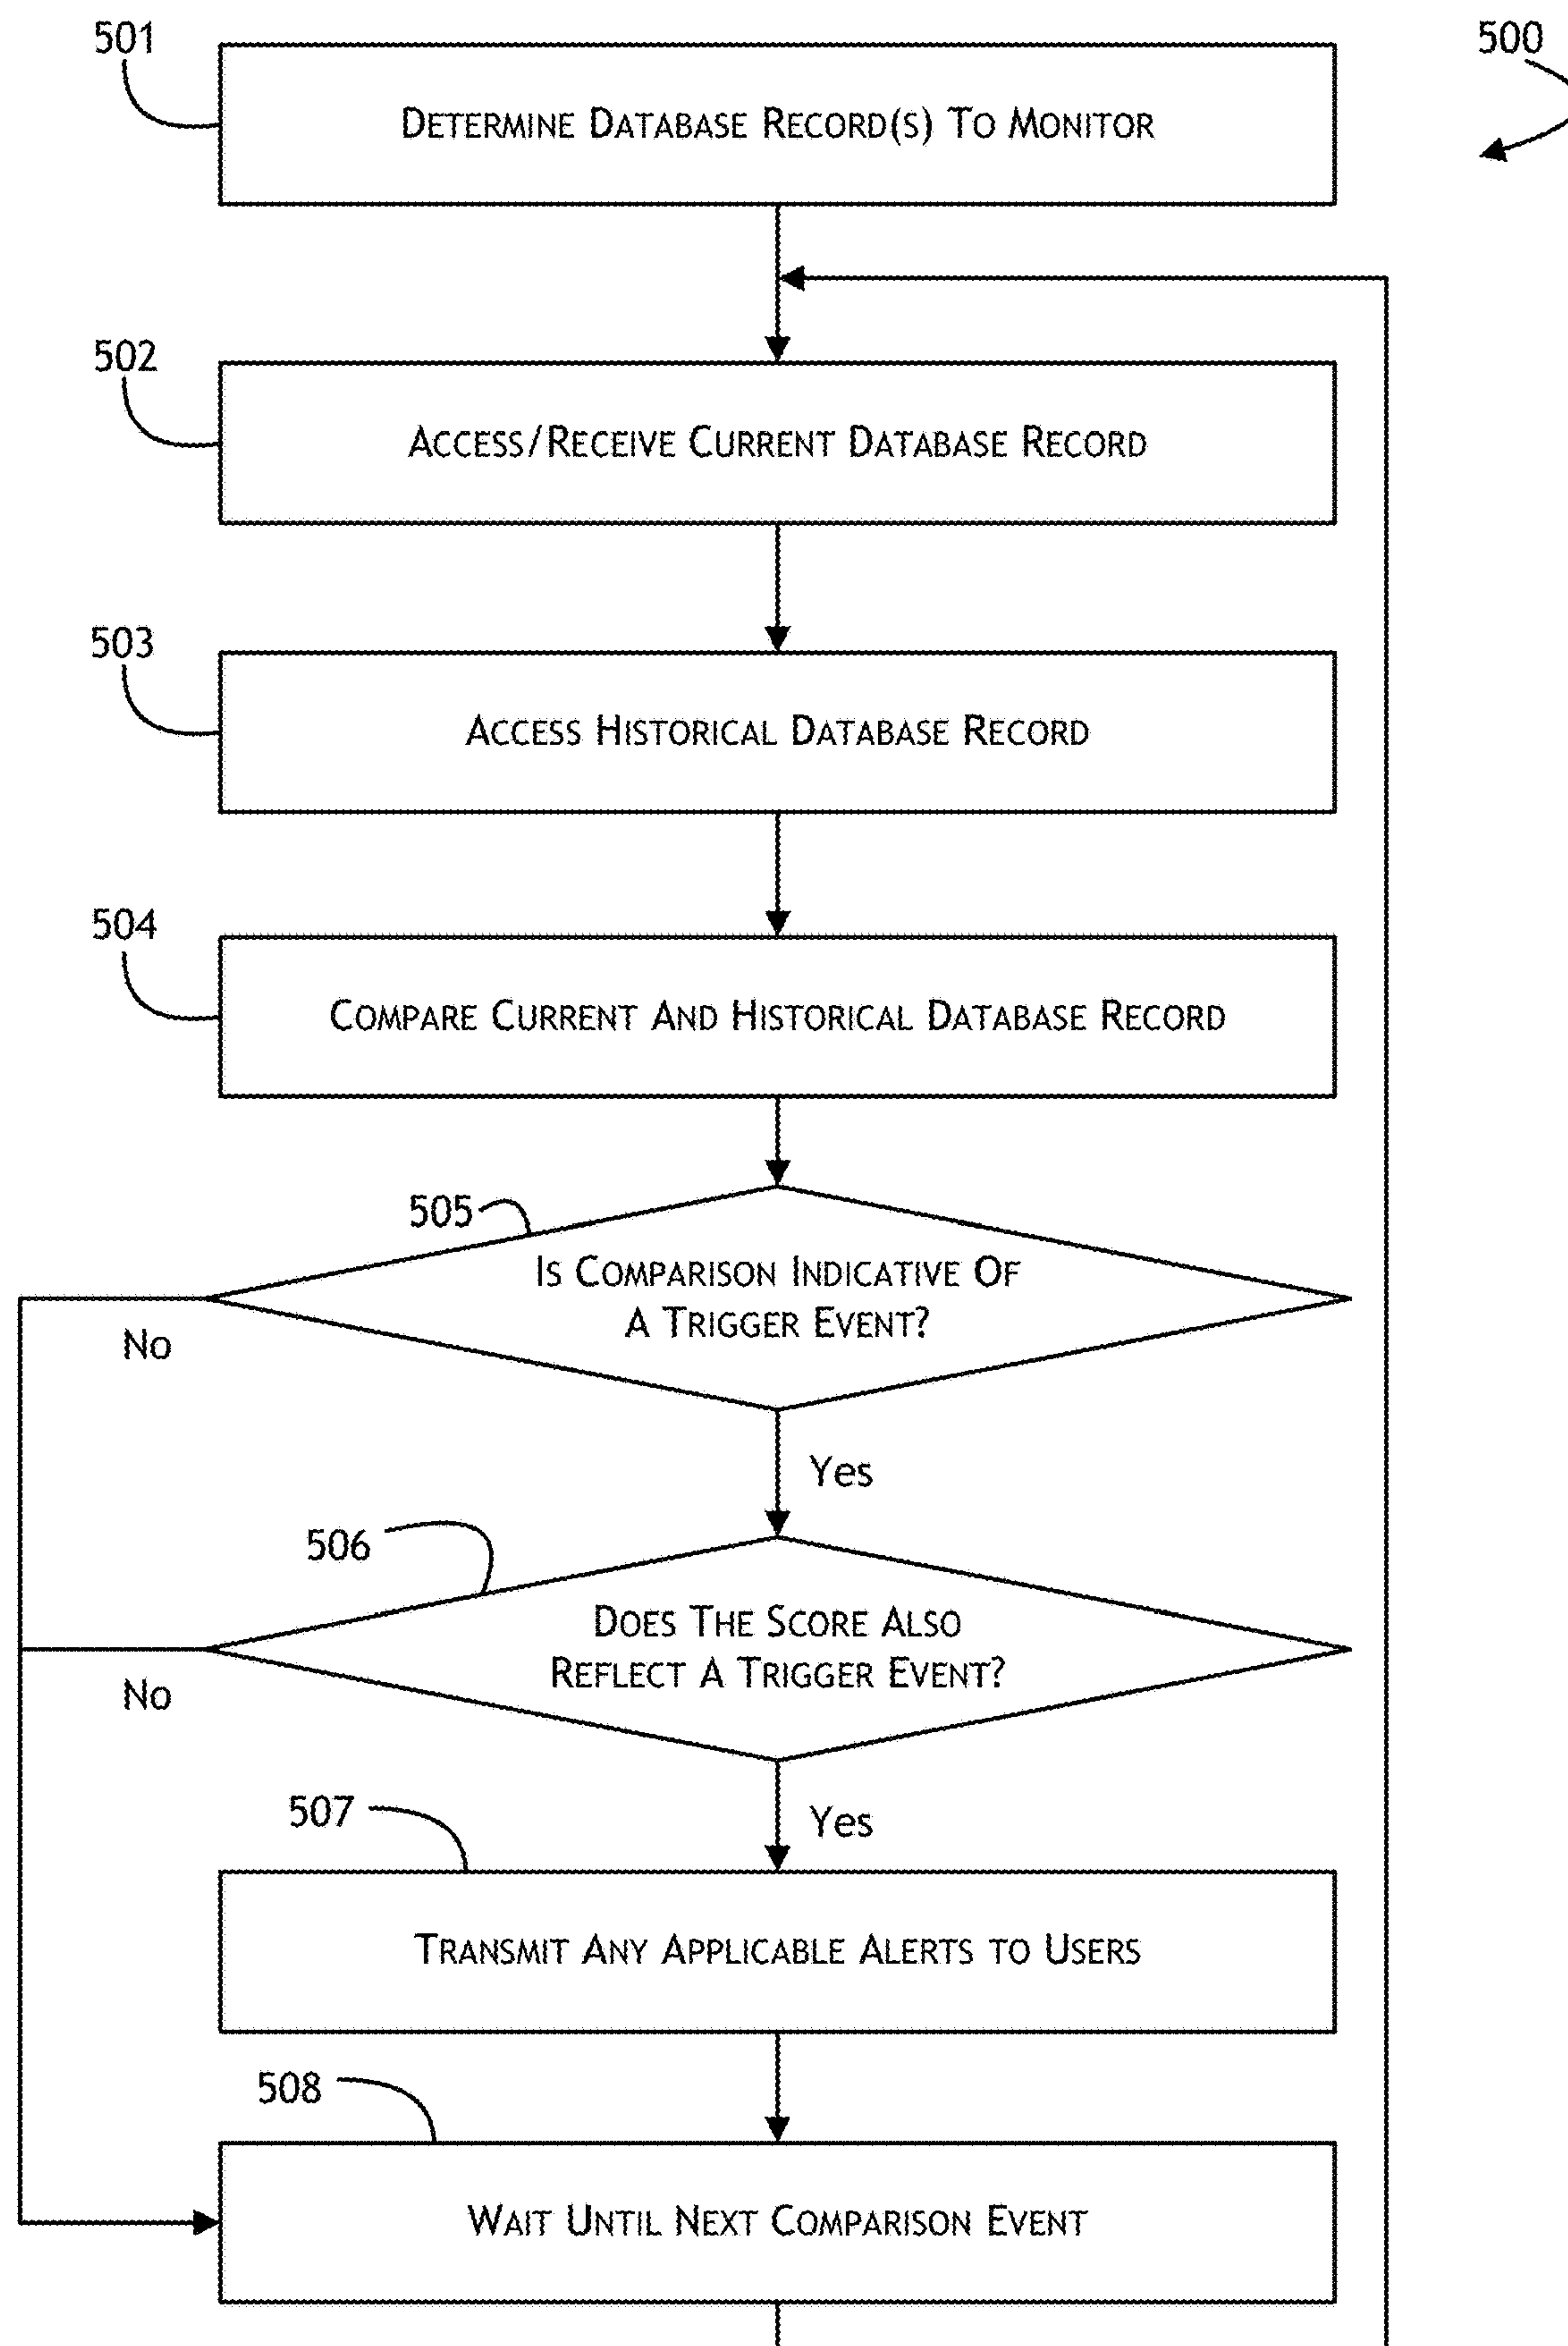 501
500
DETERMINE DATABASE RECORD(S) TO MONITOR
502
ACCESS/RECEIVE CURRENT DATABASE RECORD
503
ACCESS HISTORICAL DATABASE RECORD
504
COMPARE CURRENT AND HISTORICAL DATABASE RECORD
505
IS COMPARISON INDICATIVE OF
A TRIGGER EVENT?
No
Yes
506
DOES THE SCORE ALSO
REFLECT A TRIGGER EVENT?
No
Yes
507
TRANSMIT ANY APPLICABLE ALERTS TO USERS
508
WAIT UNTIL NEXT COMPARISON EVENT